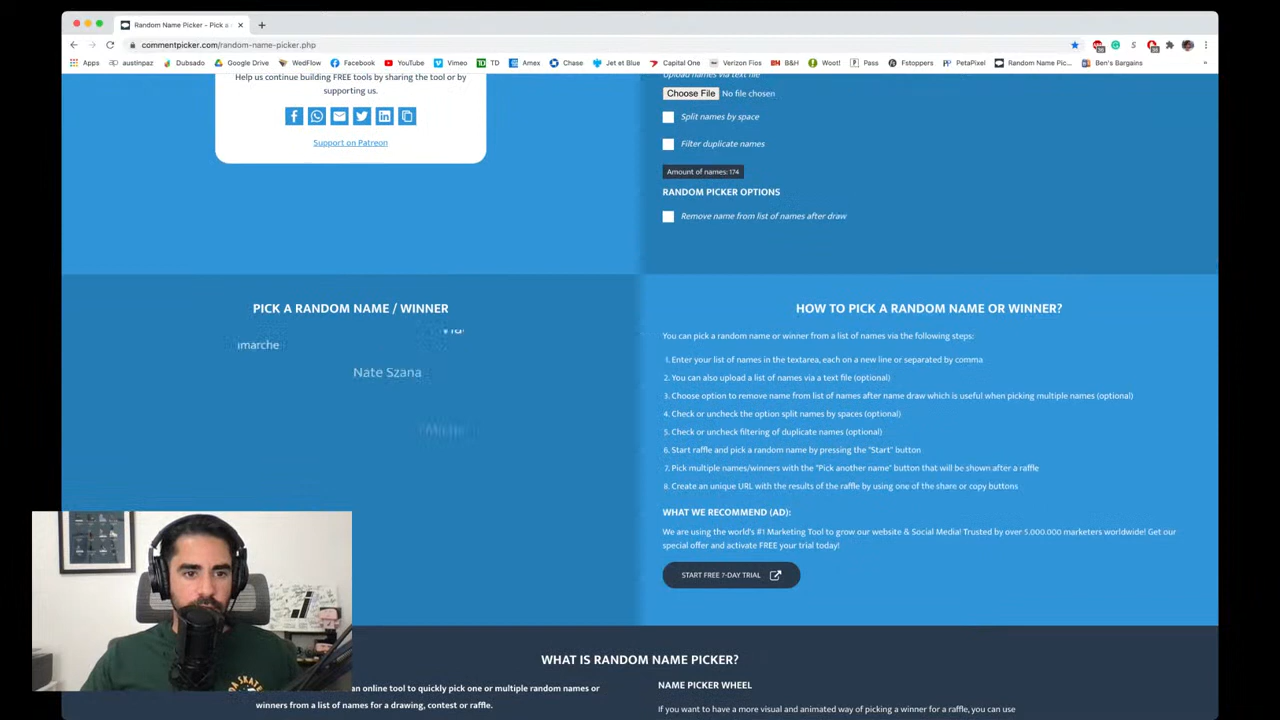 Random Name Picker - Pick a
commentpicker.com/random-name-picker.php
Apps austinpaz Dubsado Google Drive WedFlow Facebook YouTube Vimeo TD Amex Chase Jet et Blue Capital One Verizon Fios B&H Woot! Pass Fstoppers PetaPixel Random Name Pic... Ben's Bargains »
Help us continue building FREE tools by sharing the tool or by
supporting us.
Support on Patreon
Upload names via text file
Choose File No file chosen
Split names by space
Filter duplicate names
Amount of names: 174
RANDOM PICKER OPTIONS
Remove name from list of names after draw
PICK A RANDOM NAME / WINNER
imarche
Nate Szana
HOW TO PICK A RANDOM NAME OR WINNER?
You can pick a random name or winner from a list of names via the following steps:
1. Enter your list of names in the textarea, each on a new line or separated by comma
2. You can also upload a list of names via a text file (optional)
3. Choose option to remove name from list of names after name draw which is useful when picking multiple names (optional)
4. Check or uncheck the option split names by spaces (optional)
5. Check or uncheck filtering of duplicate names (optional)
6. Start raffle and pick a random name by pressing the "Start" button
7. Pick multiple names/winners with the "Pick another name" button that will be shown after a raffle
8. Create an unique URL with the results of the raffle by using one of the share or copy buttons
WHAT WE RECOMMEND (AD):
We are using the world's #1 Marketing Tool to grow our website & Social Media! Trusted by over 5.000.000 marketers worldwide! Get our
special offer and activate FREE your trial today!
START FREE 7-DAY TRIAL
WHAT IS RANDOM NAME PICKER?
an online tool to quickly pick one or multiple random names or
winners from a list of names for a drawing, contest or raffle.
NAME PICKER WHEEL
If you want to have a more visual and animated way of picking a winner for a raffle, you can use